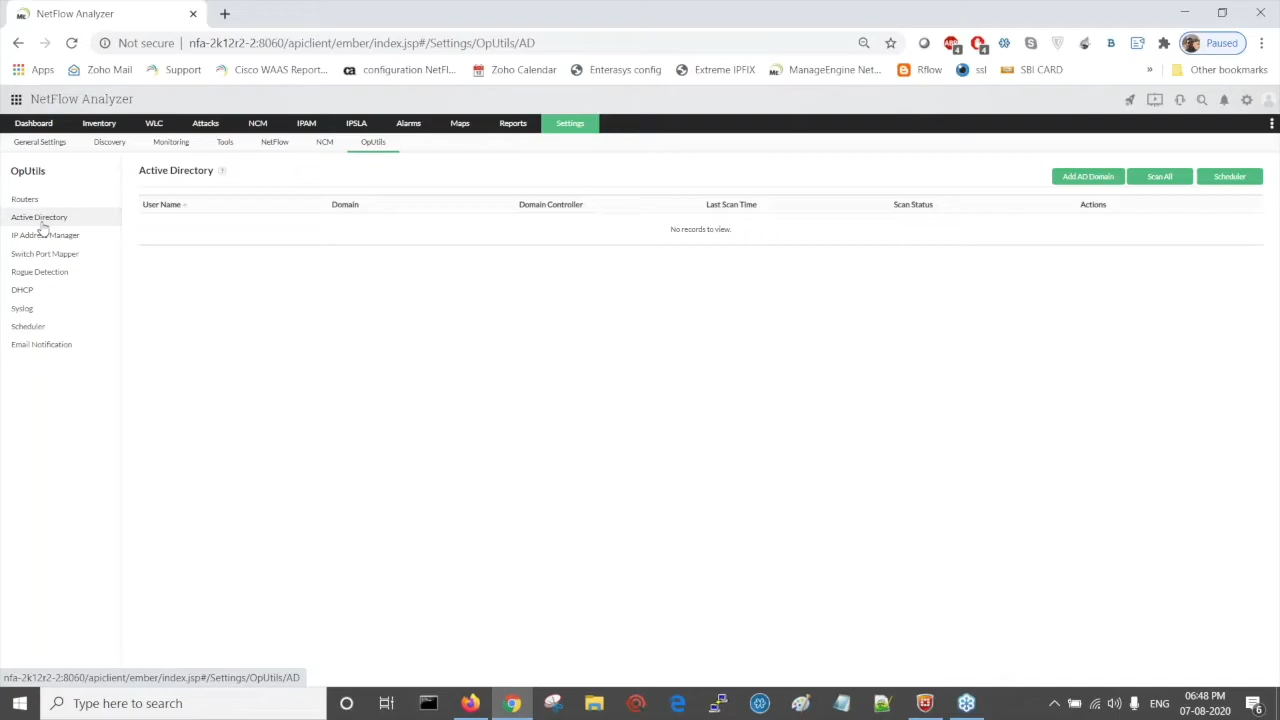 NetFlow Analyzer
Not secure | nfa-2k12r2-2:8060/apiclient/ember/index.jsp#/Settings/OpUtils/AD
4
4
Paused
Apps
Zoho Mail
Support
Cisco - NAS Report...
ca configuration NetFl...
Zoho Calendar
Enterasys config
Extreme IPFIX
ManageEngine Net...
Rflow
ssl
SBI CARD
»
Other bookmarks
NetFlow Analyzer
Dashboard Inventory WLC Attacks NCM IPAM IPSLA Alarms Maps Reports Settings
General Settings Discovery Monitoring Tools NetFlow NCM OpUtils
OpUtils
Routers
Active Directory
IP Address Manager
Switch Port Mapper
Rogue Detection
DHCP
Syslog
Scheduler
Email Notification
Active Directory ?
Add AD Domain Scan All Scheduler
User Name Domain Domain Controller Last Scan Time Scan Status Actions
No records to view.
nfa-2k12r2-2:8060/apiclient/ember/index.jsp#/Settings/OpUtils/AD
Type here to search
ENG
06:48 PM
07-08-2020
6